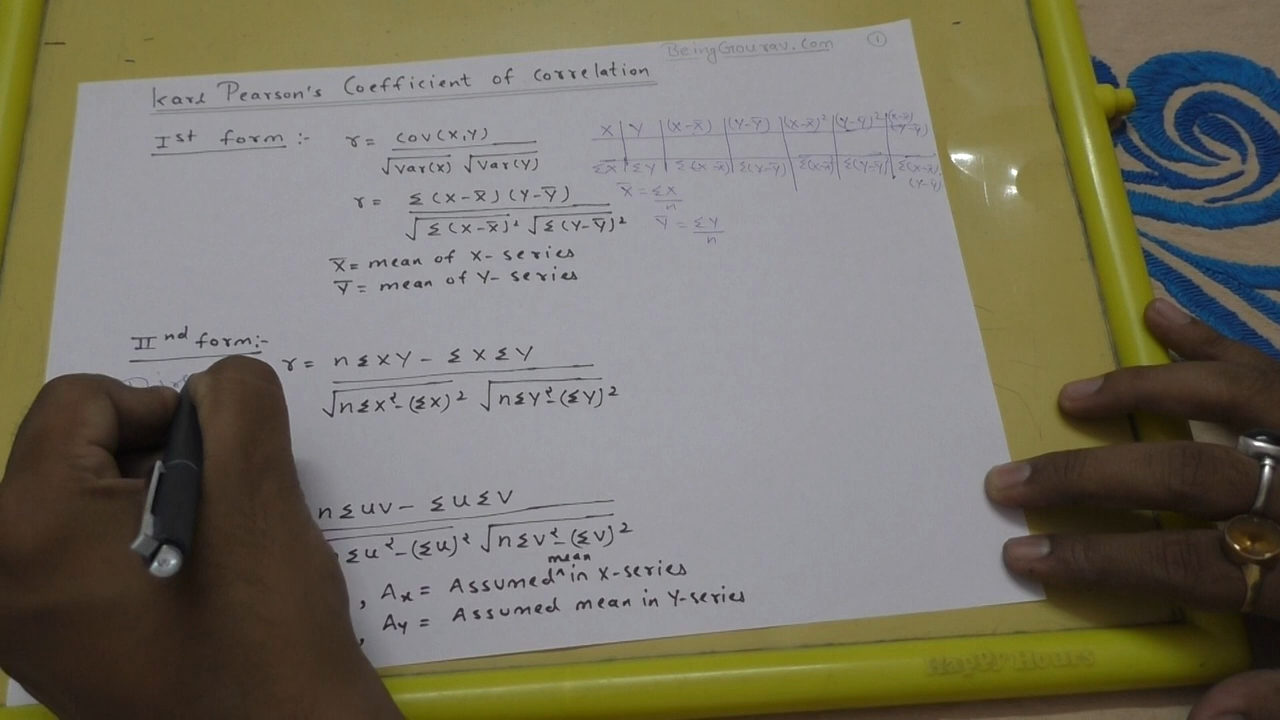 BeingGourav.com ①
Karl Pearson's Coefficient of Correlation
Ist form :- r = COV(X,Y)
√Var(X) √Var(Y)
r = Σ(X-X̄)(Y-Ȳ)
√Σ(X-X̄)² √Σ(Y-Ȳ)²
X̄ = mean of X-series
Ȳ = mean of Y-series
X Y (X-X̄) (Y-Ȳ) (X-X̄)² (Y-Ȳ)² (X-X̄)(Y-Ȳ)
ΣX ΣY Σ(X-X̄) Σ(Y-Ȳ)
X̄ = ΣX
n
Ȳ = ΣY
n
IInd form:-
r = nΣXY - ΣXΣY
√nΣX²-(ΣX)² √nΣY²-(ΣY)²
nΣUV - ΣUΣV
ΣU²-(ΣU)² √nΣV²-(ΣV)²
, Ax = Assumed^mean in X-series
, Ay = Assumed mean in Y-series
Happy Hours